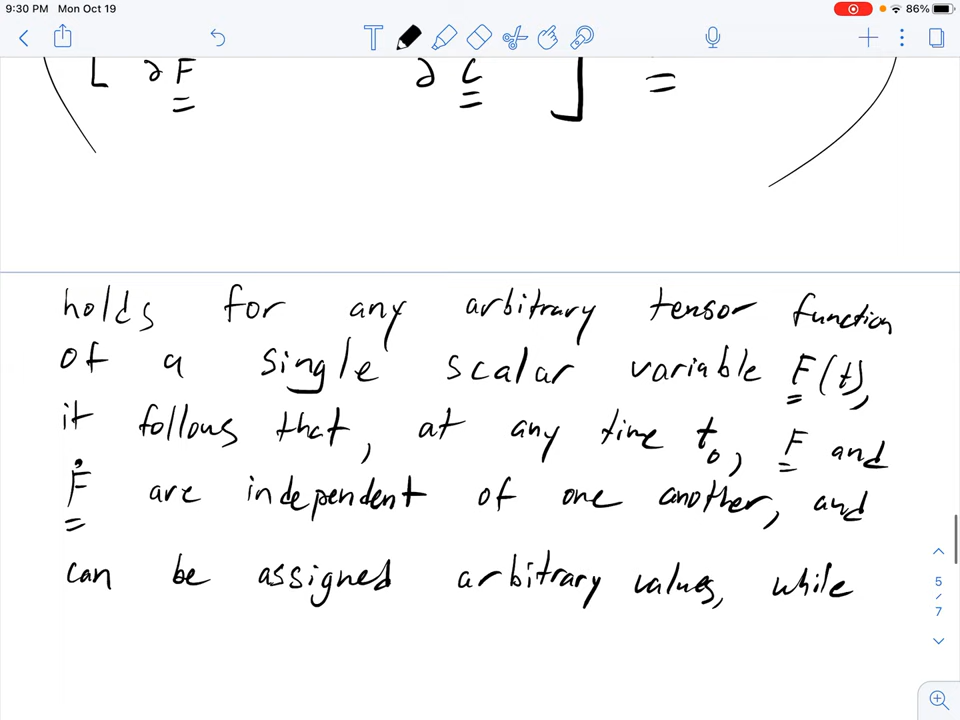 9:30 PM Mon Oct 19 86%
T
[ ∂ F ∂ C ] =
holds for any arbitrary tensor function
of a single scalar variable F(t),
it follows that, at any time t₀, F and
Ḟ are independent of one another, and
can be assigned arbitrary values, while
5
/
7